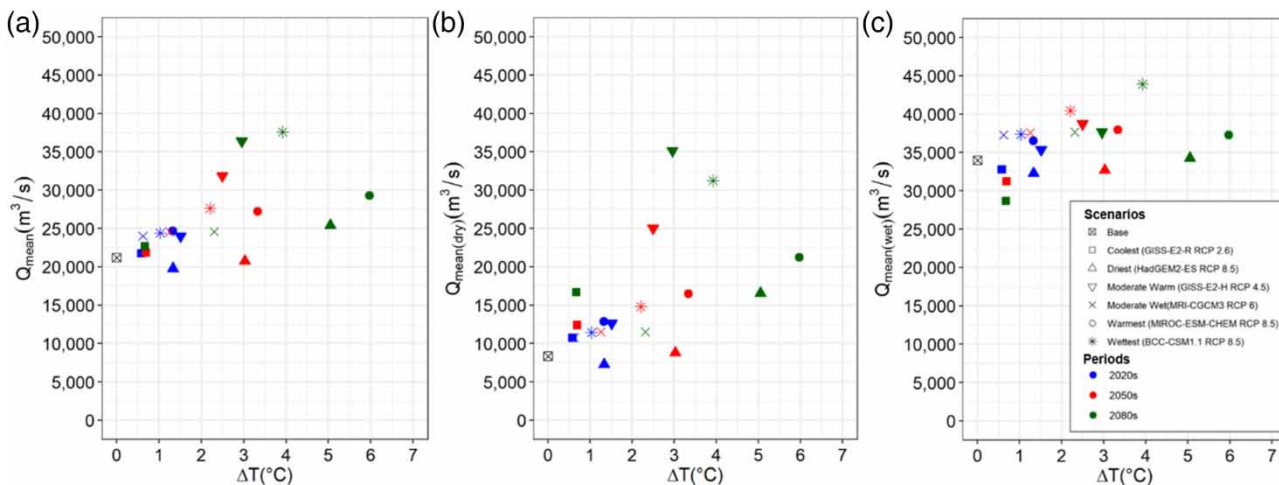 (a)
50,000
45,000
40,000
35,000
30,000
25,000
20,000
15,000
10,000
5,000
0
Qmean(m³/s)
0 1 2 3 4 5 6 7
ΔT(°C)
(b)
50,000
45,000
40,000
35,000
30,000
25,000
20,000
15,000
10,000
5,000
0
Qmean(dry)(m³/s)
0 1 2 3 4 5 6 7
ΔT(°C)
(c)
50,000
45,000
40,000
35,000
30,000
25,000
20,000
15,000
10,000
5,000
0
Qmean(wet)(m³/s)
0 1 2 3 4 5 6 7
ΔT(°C)
Scenarios
Base
Coolest (GISS-E2-R RCP 2.6)
Driest (HadGEM2-ES RCP 8.5)
Moderate Warm (GISS-E2-H RCP 4.5)
Moderate Wet(MRI-CGCM3 RCP 6)
Warmest (MIROC-ESM-CHEM RCP 8.5)
Wettest (BCC-CSM1.1 RCP 8.5)
Periods
2020s
2050s
2080s